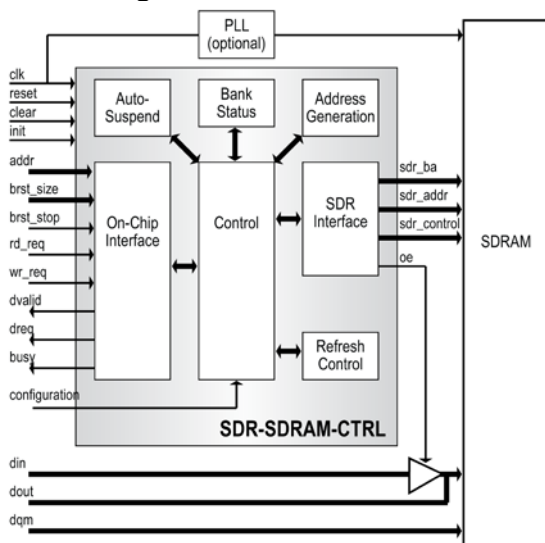 PLL
(optional)
clk
reset
clear
init
addr
brst_size
brst_stop
rd_req
wr_req
dvalid
dreq
busy
configuration
Auto-
Suspend
Bank
Status
Address
Generation
On-Chip
Interface
Control
SDR
Interface
Refresh
Control
SDR-SDRAM-CTRL
sdr_ba
sdr_addr
sdr_control
oe
SDRAM
din
dout
dqm